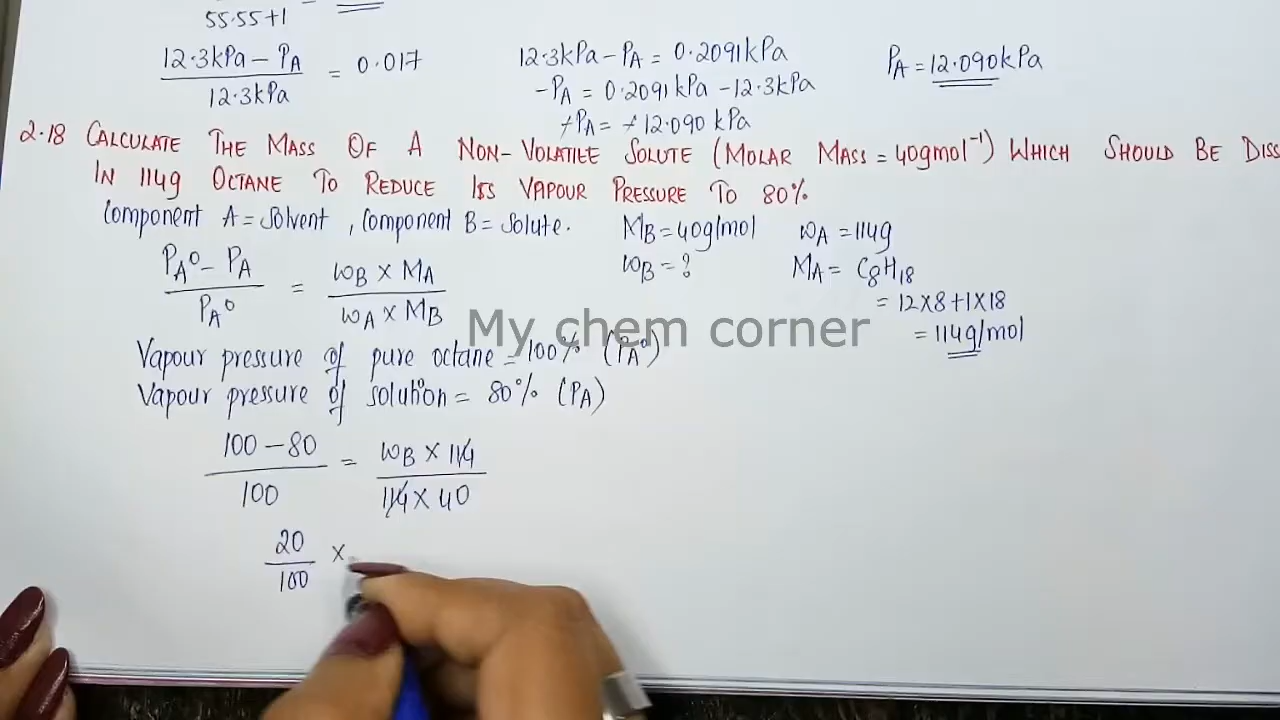 55.55+1 =
12.3kPa - PA / 12.3kPa = 0.017
12.3kPa - PA = 0.2091kPa
- PA = 0.2091kPa - 12.3kPa
+PA = +12.090 kPa
PA = 12.090kPa
2.18 CALCULATE THE MASS OF A NON-VOLATILE SOLUTE (MOLAR MASS = 40gmol⁻¹) WHICH SHOULD BE DISS
IN 114g OCTANE TO REDUCE ITS VAPOUR PRESSURE TO 80%
Component A = Solvent, Component B = Solute.
MB = 40g/mol
wB = ?
wA = 114g
MA = C8H18
= 12×8+1×18
= 114g/mol
PA° - PA / PA° = wB × MA / wA × MB
My chem corner
Vapour pressure of pure octane = 100% (PA°)
Vapour pressure of solution = 80% (PA)
100 - 80 / 100 = wB × 114 / 114 × 40
20 / 100 ×